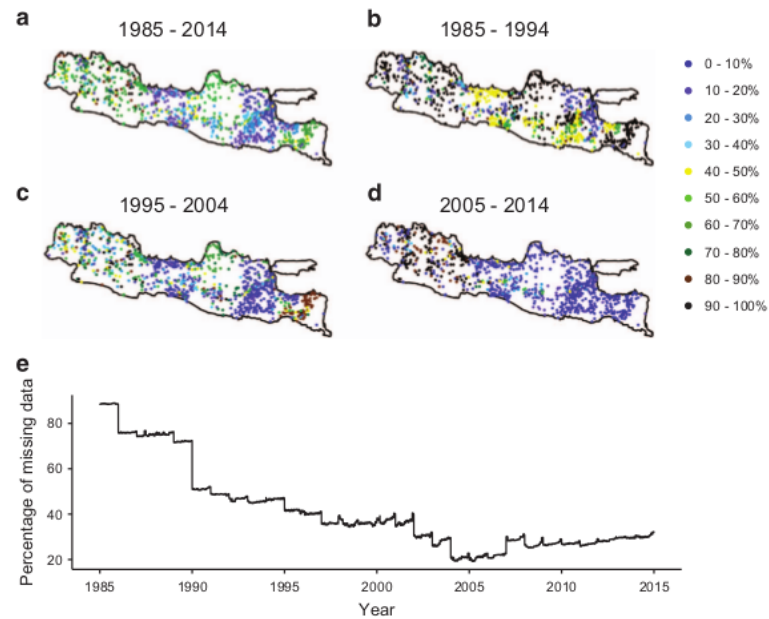 a
1985 - 2014
b
1985 - 1994
0 - 10%
10 - 20%
20 - 30%
30 - 40%
40 - 50%
50 - 60%
60 - 70%
70 - 80%
80 - 90%
90 - 100%
c
1995 - 2004
d
2005 - 2014
e
Percentage of missing data
80
60
40
20
1985
1990
1995
2000
2005
2010
2015
Year